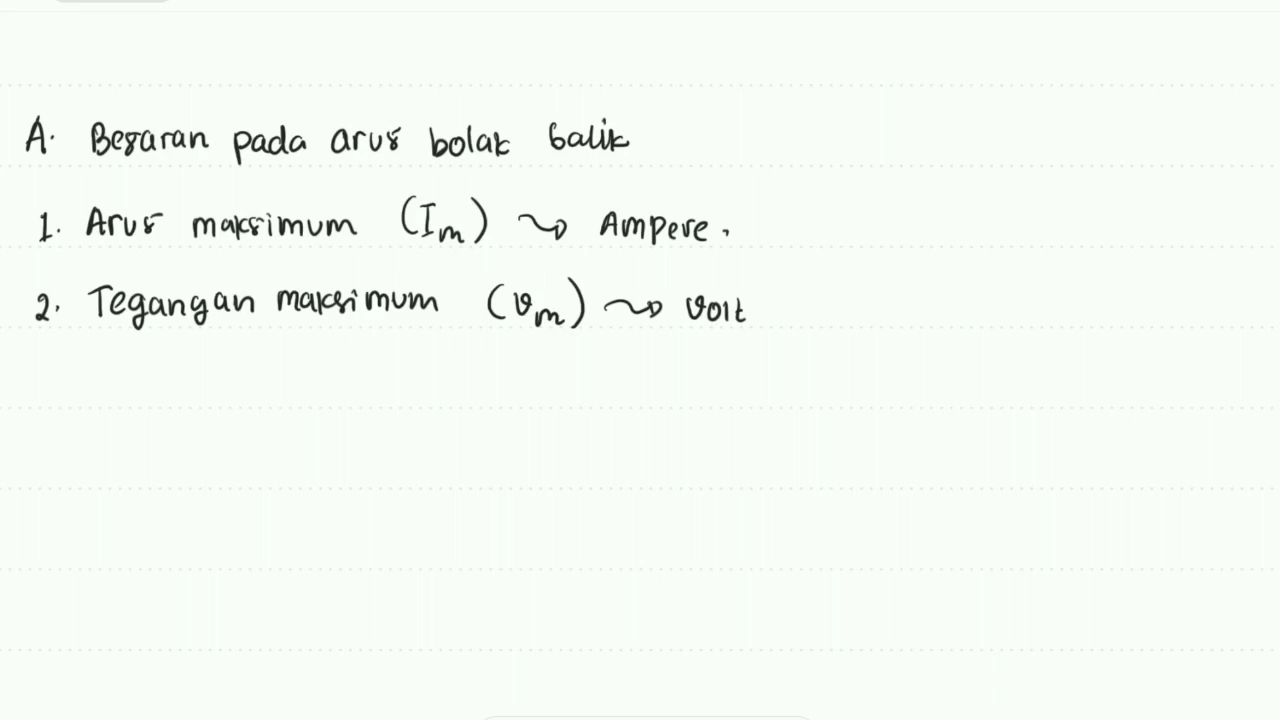 A. Besaran pada arus bolak balik
1. Arus maksimum (Im) ⤳ Ampere.
2. Tegangan maksimum (Vm) ⤳ Volt